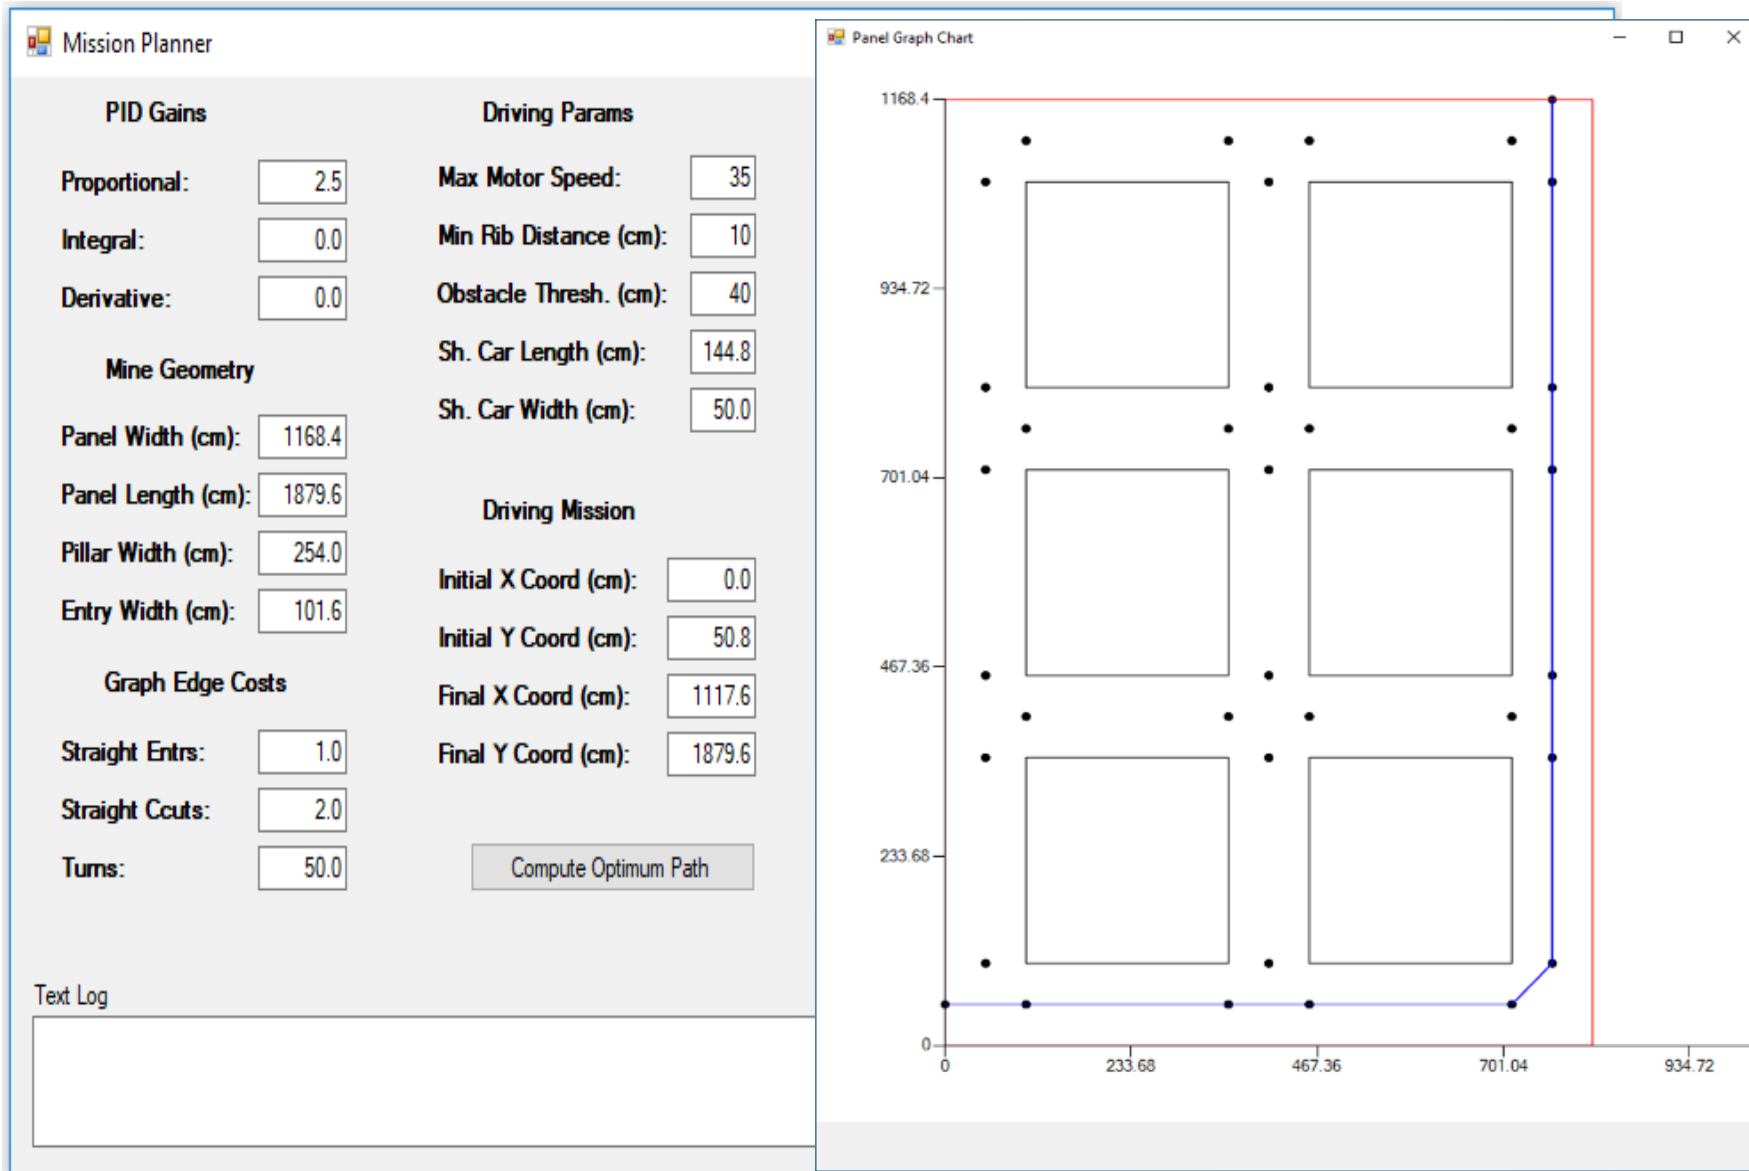 Mission Planner
PID Gains
Proportional: 2.5
Integral: 0.0
Derivative: 0.0
Mine Geometry
Panel Width (cm): 1168.4
Panel Length (cm): 1879.6
Pillar Width (cm): 254.0
Entry Width (cm): 101.6
Graph Edge Costs
Straight Entrs: 1.0
Straight Ccuts: 2.0
Turns: 50.0
Driving Params
Max Motor Speed: 35
Min Rib Distance (cm): 10
Obstacle Thresh. (cm): 40
Sh. Car Length (cm): 144.8
Sh. Car Width (cm): 50.0
Driving Mission
Initial X Coord (cm): 0.0
Initial Y Coord (cm): 50.8
Final X Coord (cm): 1117.6
Final Y Coord (cm): 1879.6
Compute Optimum Path
Text Log
Panel Graph Chart
1168.4
934.72
701.04
467.36
233.68
0
0 233.68 467.36 701.04 934.72